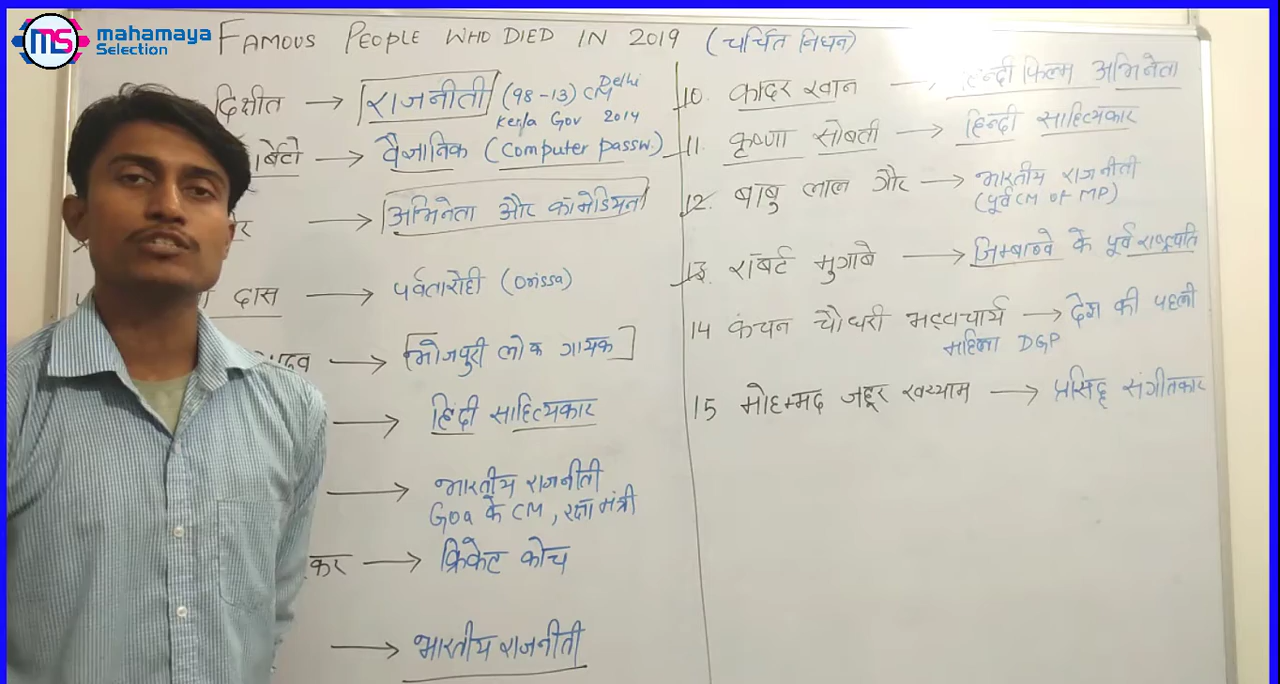 mahamaya
Selection
FAMOUS PEOPLE WHO DIED IN 2019 (चर्चित निधन)
दिक्षीत → राजनीती (98-13) CM Delhi
Kerla Gov 2014
→ वैज्ञानिक (Computer passw.)
→ अभिनेता और कॉमेडियन
दास → पर्वतारोही (Orissa)
→ [भोजपुरी लोक गायक]
→ हिंदी साहित्यकार
→ भारतीय राजनीती
Goa के CM, रक्षा मंत्री
कर → क्रिकेट कोच
→ भारतीय राजनीती
10. कादर खान → हिन्दी फिल्म अभिनेता
11. कृष्णा सोबती → हिन्दी साहित्यकार
12. बाबु लाल गौर → भारतीय राजनीती
(पूर्व CM OF MP)
13. रॉबर्ट मुगाबे → जिम्बाब्वे के पूर्व राष्ट्रपति
14 कंचन चौधरी भट्टाचार्य → देश की पहली
महिला DGP
15 मोहम्मद जहूर खय्याम → प्रसिद्द संगीतकार